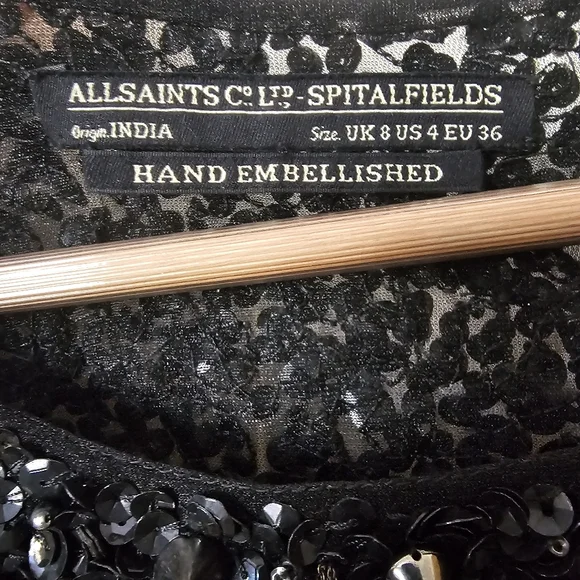 ALLSAINTS Co. LTD - SPITALFIELDS
Origin. INDIA Size. UK 8 US 4 EU 36
HAND EMBELLISHED